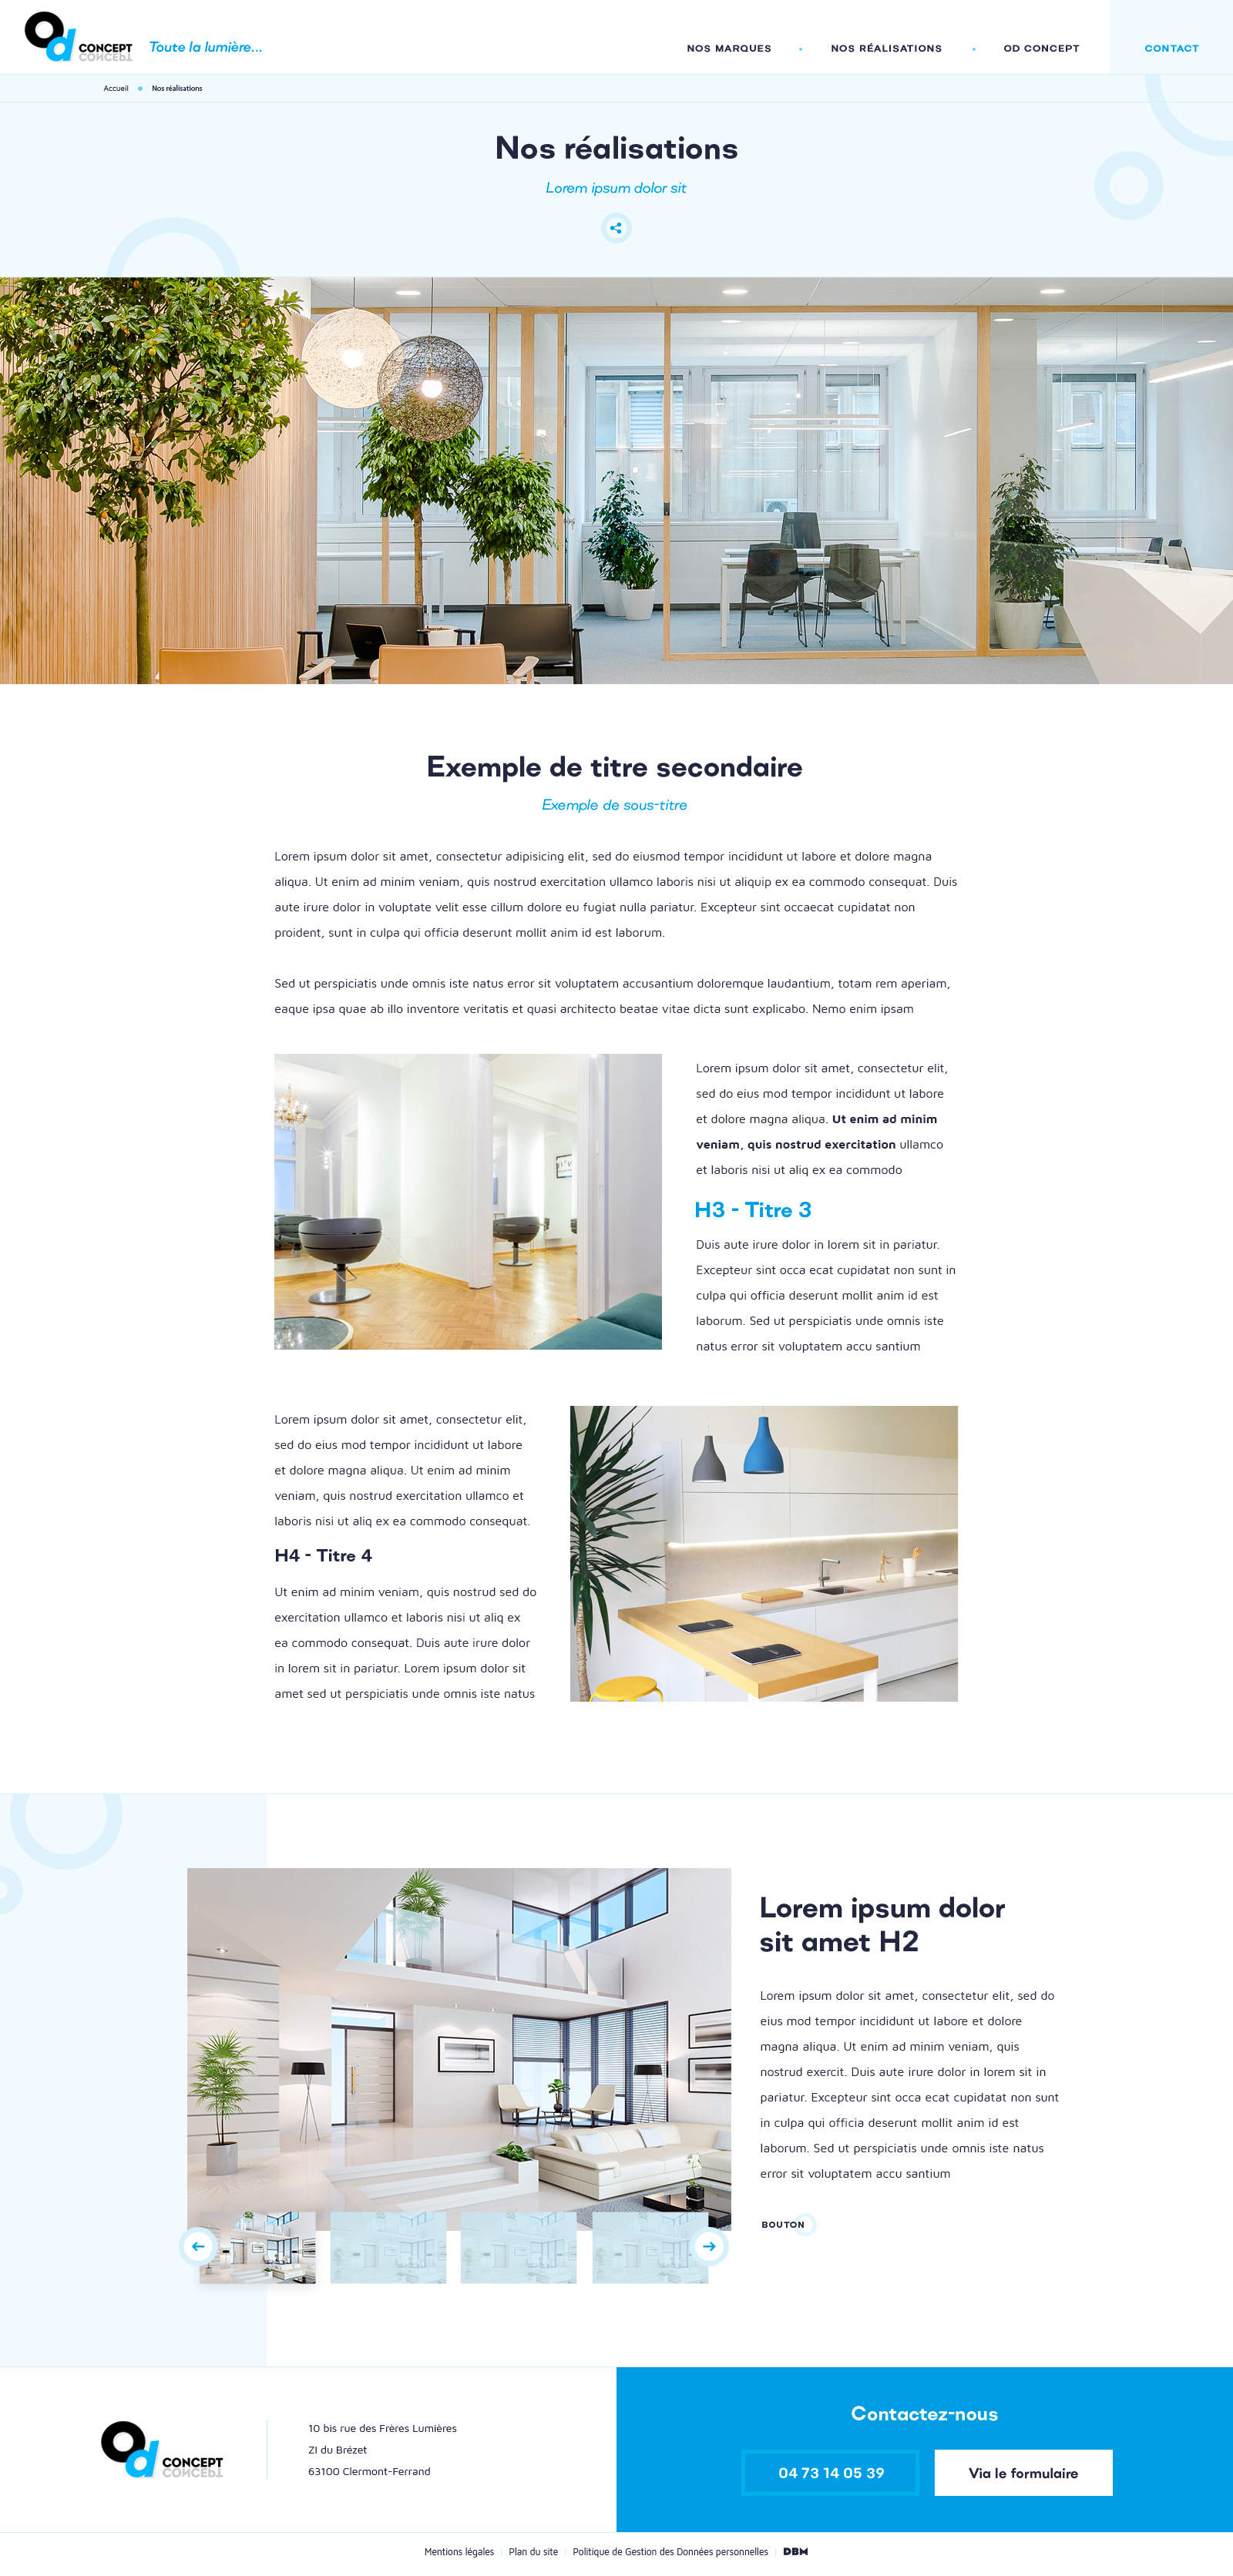 Od CONCEPT
Toute la lumière...
NOS MARQUES
NOS RÉALISATIONS
OD CONCEPT
CONTACT
Accueil
Nos réalisations
Nos réalisations
Lorem ipsum dolor sit
Exemple de titre secondaire
Exemple de sous-titre
Lorem ipsum dolor sit amet, consectetur adipisicing elit, sed do eiusmod tempor incididunt ut labore et dolore magna
aliqua. Ut enim ad minim veniam, quis nostrud exercitation ullamco laboris nisi ut aliquip ex ea commodo consequat. Duis
aute irure dolor in voluptate velit esse cillum dolore eu fugiat nulla pariatur. Excepteur sint occaecat cupidatat non
proident, sunt in culpa qui officia deserunt mollit anim id est laborum.
Sed ut perspiciatis unde omnis iste natus error sit voluptatem accusantium doloremque laudantium, totam rem aperiam,
eaque ipsa quae ab illo inventore veritatis et quasi architecto beatae vitae dicta sunt explicabo. Nemo enim ipsam
Lorem ipsum dolor sit amet, consectetur elit,
sed do eius mod tempor incididunt ut labore
et dolore magna aliqua. Ut enim ad minim
veniam, quis nostrud exercitation ullamco
et laboris nisi ut aliq ex ea commodo
H3 - Titre 3
Duis aute irure dolor in lorem sit in pariatur.
Excepteur sint occa ecat cupidatat non sunt in
culpa qui officia deserunt mollit anim id est
laborum. Sed ut perspiciatis unde omnis iste
natus error sit voluptatem accu santium
Lorem ipsum dolor sit amet, consectetur elit,
sed do eius mod tempor incididunt ut labore
et dolore magna aliqua. Ut enim ad minim
veniam, quis nostrud exercitation ullamco et
laboris nisi ut aliq ex ea commodo consequat.
H4 - Titre 4
Ut enim ad minim veniam, quis nostrud sed do
exercitation ullamco et laboris nisi ut aliq ex
ea commodo consequat. Duis aute irure dolor
in lorem sit in pariatur. Lorem ipsum dolor sit
amet sed ut perspiciatis unde omnis iste natus
Lorem ipsum dolor
sit amet H2
Lorem ipsum dolor sit amet, consectetur elit, sed do
eius mod tempor incididunt ut labore et dolore
magna aliqua. Ut enim ad minim veniam, quis
nostrud exercit. Duis aute irure dolor in lorem sit in
pariatur. Excepteur sint occa ecat cupidatat non sunt
in culpa qui officia deserunt mollit anim id est
laborum. Sed ut perspiciatis unde omnis iste natus
error sit voluptatem accu santium
BOUTON
Od CONCEPT
10 bis rue des Frères Lumières
ZI du Brézet
63100 Clermont-Ferrand
Contactez-nous
04 73 14 05 39
Via le formulaire
Mentions légales
Plan du site
Politique de Gestion des Données personnelles
DBM